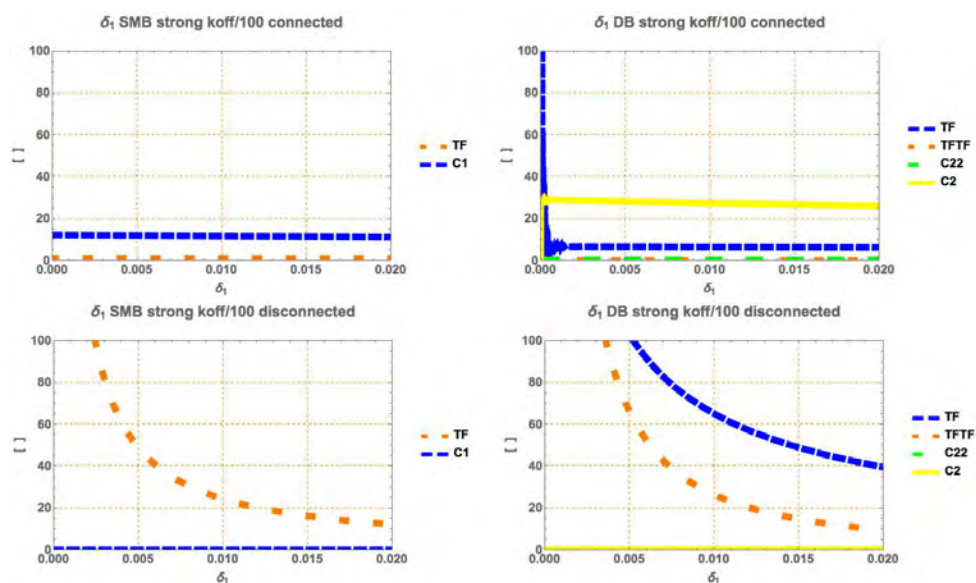 δ₁ SMB strong koff/100 connected
100
80
60
40
20
0
[ ]
0.000 0.005 0.010 0.015 0.020
δ₁
TF
C1
δ₁ DB strong koff/100 connected
100
80
60
40
20
0
[ ]
0.000 0.005 0.010 0.015 0.020
δ₁
TF
TFTF
C22
C2
δ₁ SMB strong koff/100 disconnected
100
80
60
40
20
0
[ ]
0.000 0.005 0.010 0.015 0.020
δ₁
TF
C1
δ₁ DB strong koff/100 disconnected
100
80
60
40
20
0
[ ]
0.000 0.005 0.010 0.015 0.020
δ₁
TF
TFTF
C22
C2